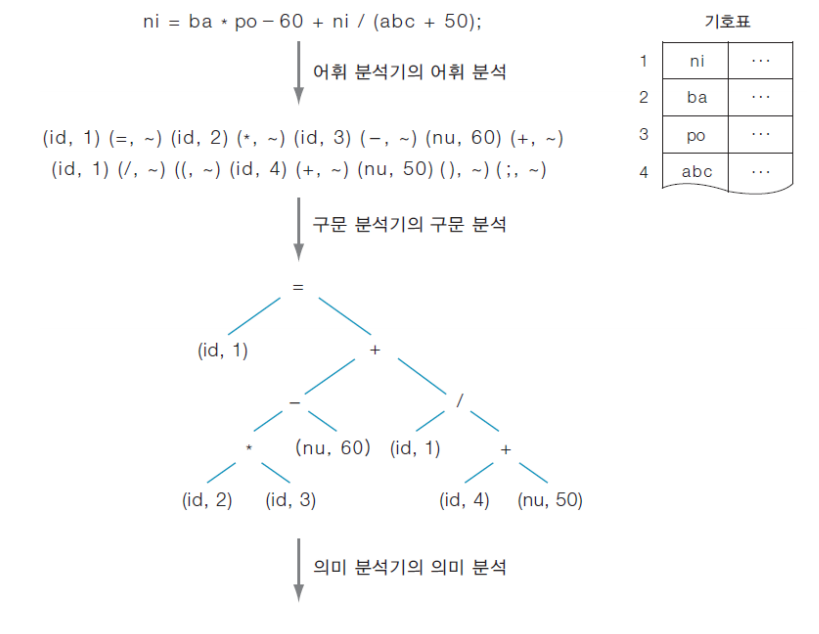 ni = ba * po − 60 + ni / (abc + 50);
기호표
어휘 분석기의 어휘 분석
1 ni ...
2 ba ...
3 po ...
4 abc ...
(id, 1) (=, ~) (id, 2) (*, ~) (id, 3) (−, ~) (nu, 60) (+, ~)
(id, 1) (/, ~) ((, ~) (id, 4) (+, ~) (nu, 50) (), ~) (;, ~)
구문 분석기의 구문 분석
=
(id, 1) +
− /
* (nu, 60) (id, 1) +
(id, 2) (id, 3) (id, 4) (nu, 50)
의미 분석기의 의미 분석